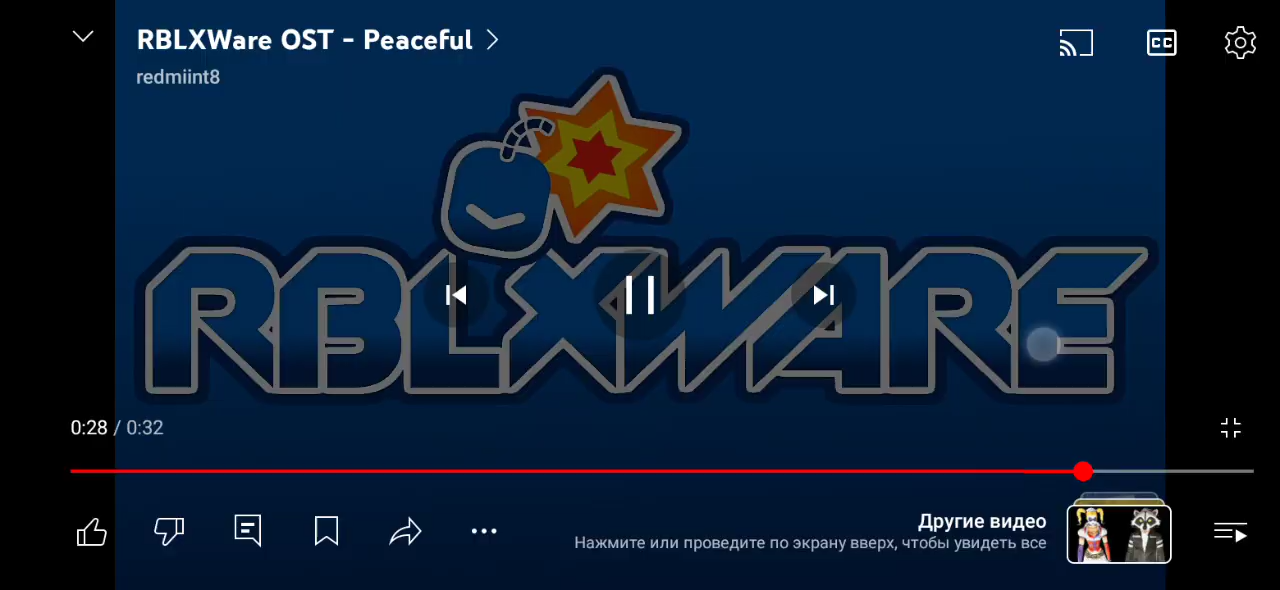 RBLXWare OST - Peaceful
redmiint8
CC
RBLXWARE
0:28 / 0:32
Другие видео
Нажмите или проведите по экрану вверх, чтобы увидеть все